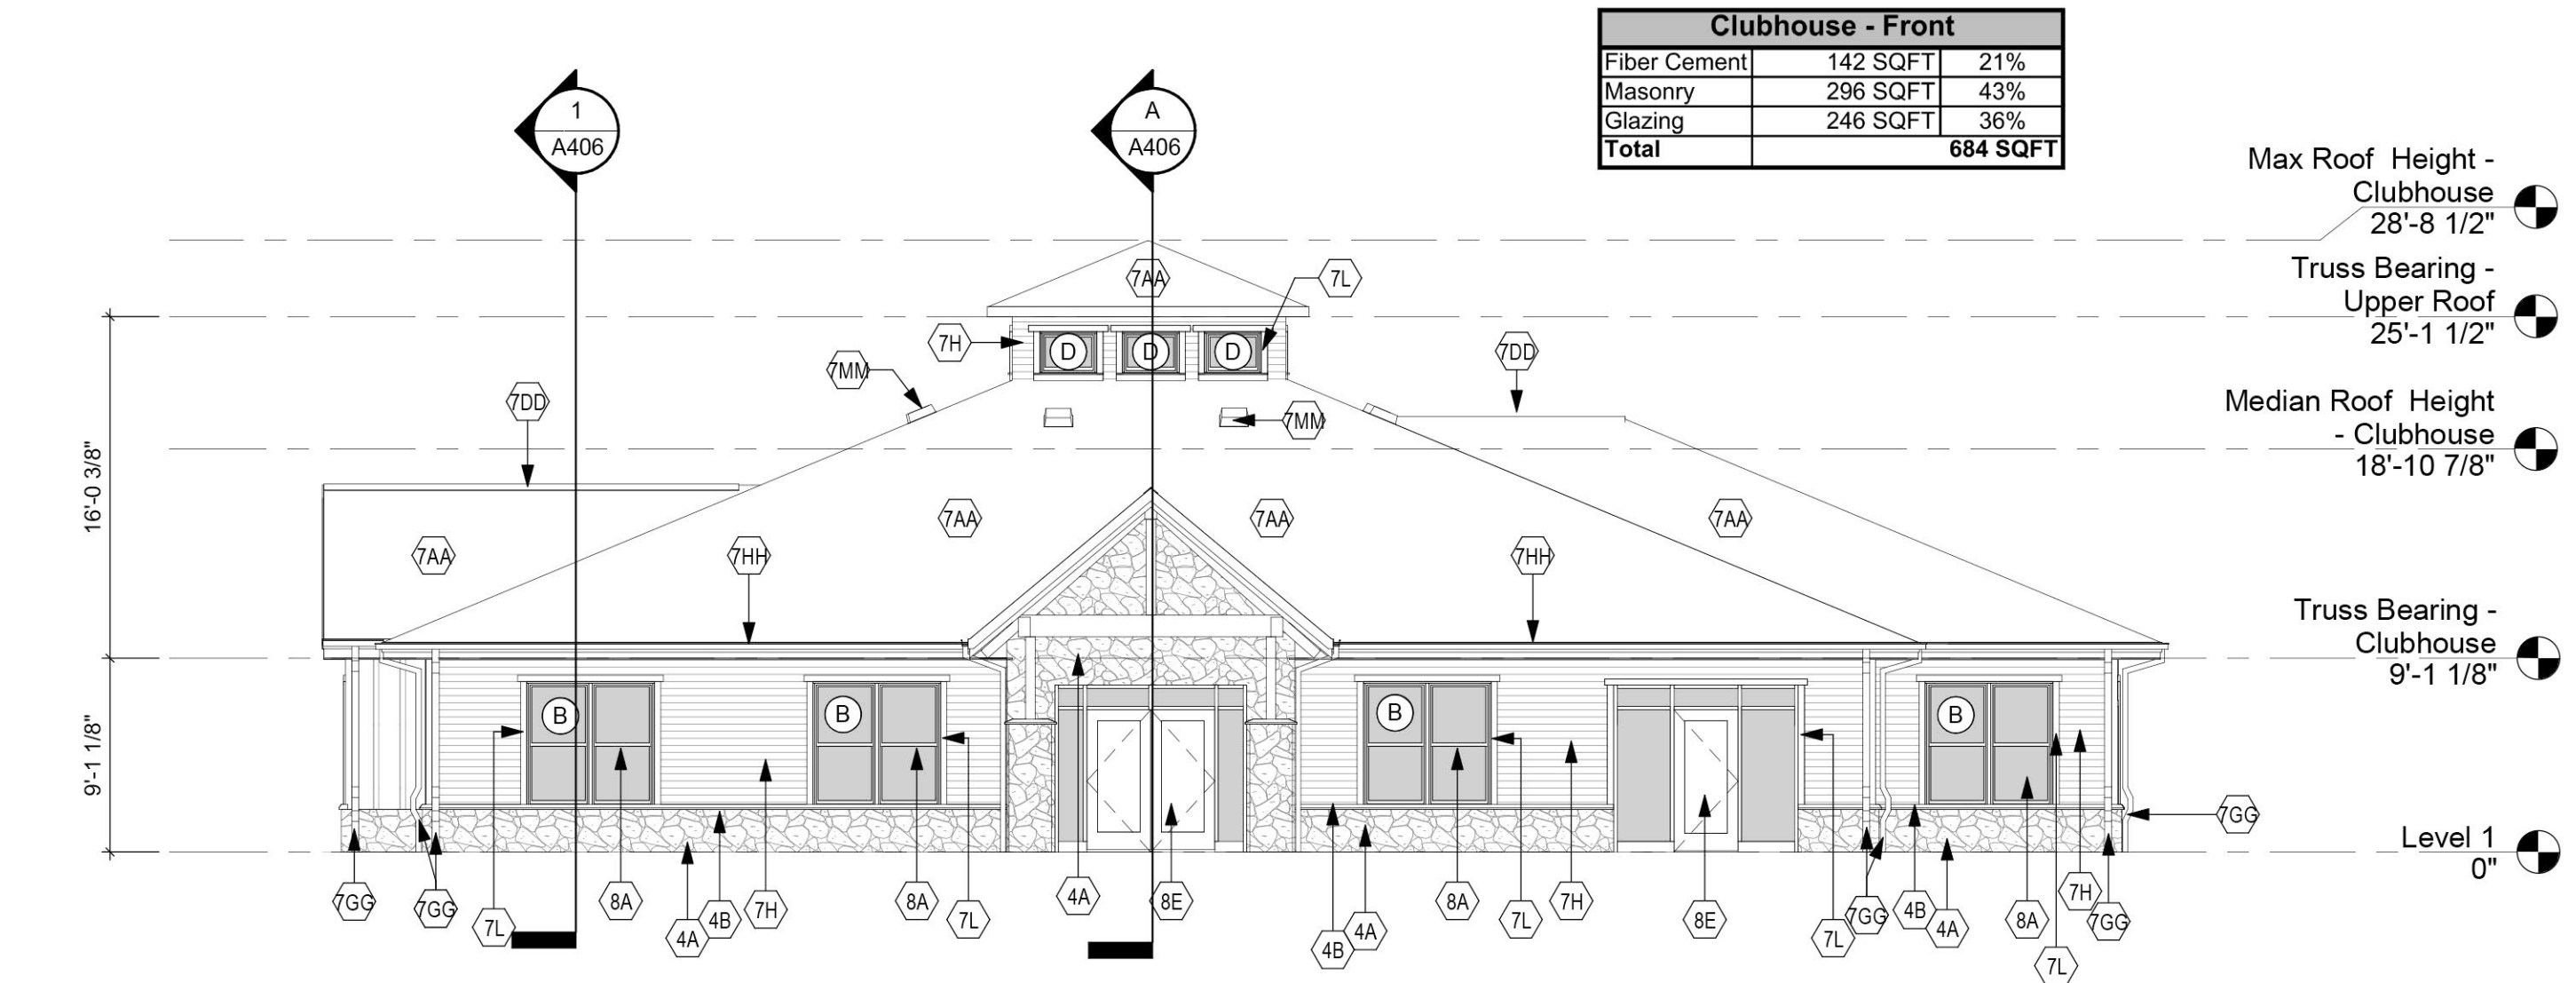 Clubhouse - Front
Fiber Cement 142 SQFT 21%
Masonry 296 SQFT 43%
Glazing 246 SQFT 36%
Total 684 SQFT
1
A406
A
A406
Max Roof Height -
Clubhouse
28'-8 1/2"
Truss Bearing -
Upper Roof
25'-1 1/2"
Median Roof Height
- Clubhouse
18'-10 7/8"
Truss Bearing -
Clubhouse
9'-1 1/8"
Level 1
0"
16'-0 3/8"
9'-1 1/8"
7AA
7L
7H
D
D
D
7MM
7DD
7DD
7MM
7AA
7AA
7AA
7AA
7HH
7HH
B
B
B
B
7GG
7GG
7GG
7L
8A
4A
4B
7H
8A
7L
4A
8E
4B
4A
8A
7L
7H
8E
7L
7GG
4B
4A
8A
7L
7H
7GG